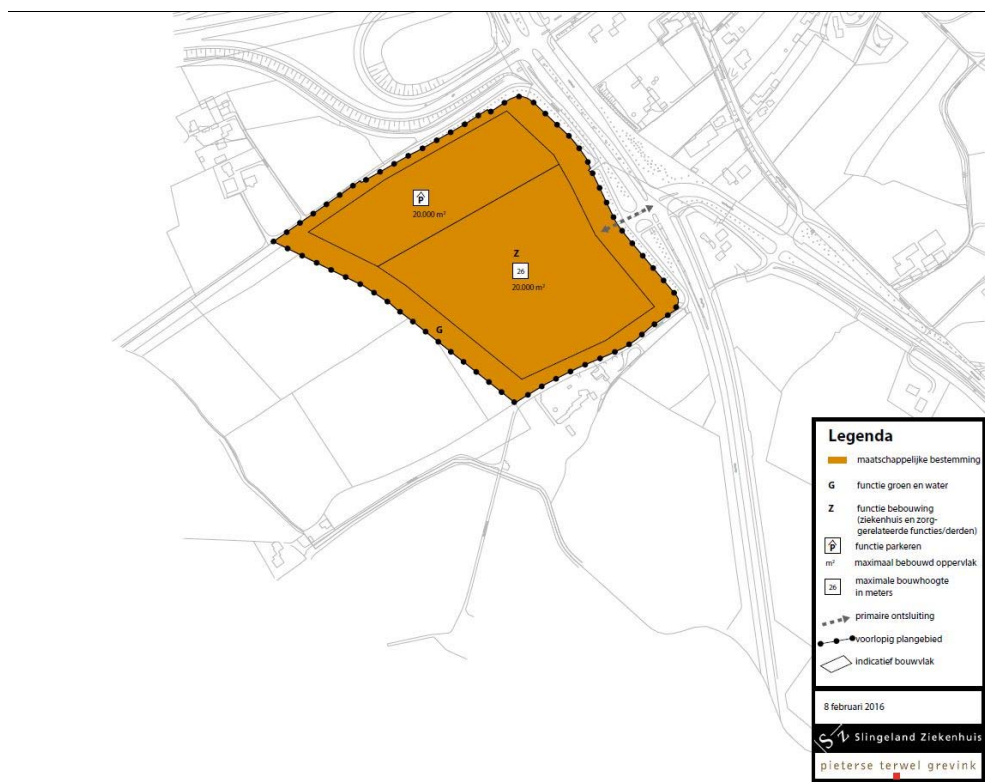 P
20.000 m²
Z
26
20.000 m²
G
Legenda
maatschappelijke bestemming
G functie groen en water
Z functie bebouwing
(ziekenhuis en zorg-
gerelateerde functies/derden)
P functie parkeren
m² maximaal bebouwd oppervlak
26 maximale bouwhoogte
in meters
primaire ontsluiting
voorlopig plangebied
indicatief bouwvlak
8 februari 2016
SZ Slingeland Ziekenhuis
pieterse terwel grevink